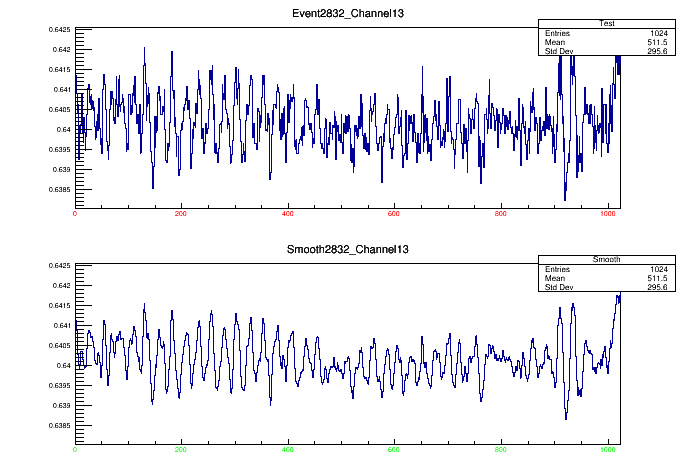 Event2832_Channel13
Test
Entries 1024
Mean 511.5
Std Dev 295.6
0.6425
0.642
0.6415
0.641
0.6405
0.64
0.6395
0.639
0.6385
0 200 400 600 800 1000
Smooth2832_Channel13
Smooth
Entries 1024
Mean 511.5
Std Dev 295.6
0.6425
0.642
0.6415
0.641
0.6405
0.64
0.6395
0.639
0.6385
0 200 400 600 800 1000